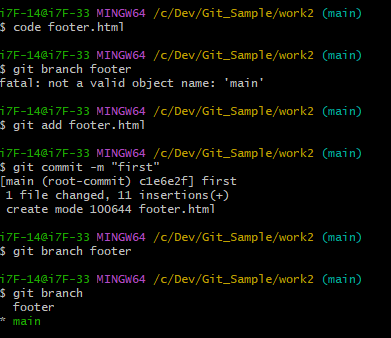 i7F-14@i7F-33 MINGW64 /c/Dev/Git_Sample/work2 (main)
$ code footer.html
i7F-14@i7F-33 MINGW64 /c/Dev/Git_Sample/work2 (main)
$ git branch footer
fatal: not a valid object name: 'main'
i7F-14@i7F-33 MINGW64 /c/Dev/Git_Sample/work2 (main)
$ git add footer.html
i7F-14@i7F-33 MINGW64 /c/Dev/Git_Sample/work2 (main)
$ git commit -m "first"
[main (root-commit) c1e6e2f] first
1 file changed, 11 insertions(+)
create mode 100644 footer.html
i7F-14@i7F-33 MINGW64 /c/Dev/Git_Sample/work2 (main)
$ git branch footer
i7F-14@i7F-33 MINGW64 /c/Dev/Git_Sample/work2 (main)
$ git branch
footer
* main